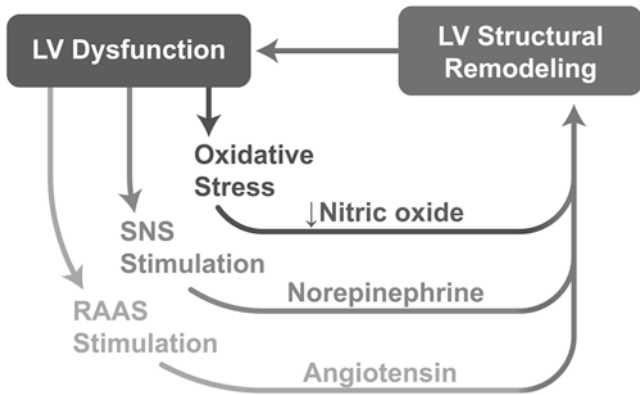 LV Dysfunction
LV Structural
Remodeling
Oxidative
Stress
↓Nitric oxide
SNS
Stimulation
Norepinephrine
RAAS
Stimulation
Angiotensin